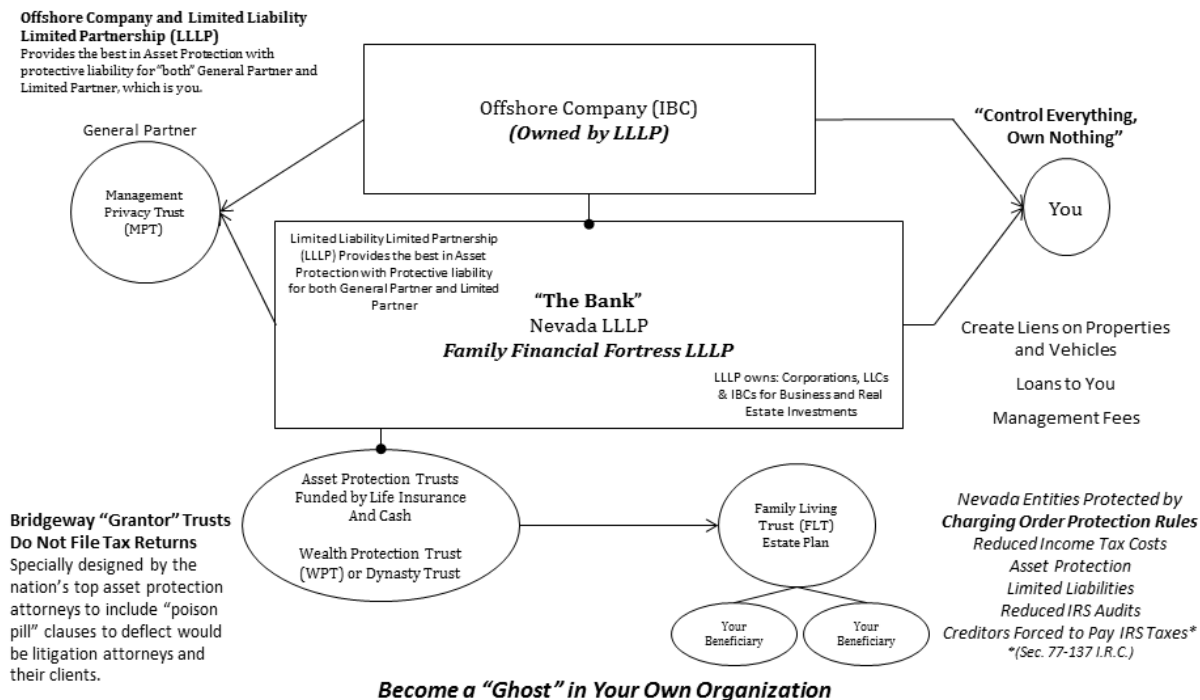 Offshore Company and Limited Liability
Limited Partnership (LLLP)
Provides the best in Asset Protection with
protective liability for "both" General Partner and
Limited Partner, which is you.
General Partner
Management
Privacy Trust
(MPT)
Offshore Company (IBC)
(Owned by LLLP)
"Control Everything,
Own Nothing"
You
Limited Liability Limited Partnership
(LLLP) Provides the best in Asset
Protection with Protective liability
for both General Partner and Limited
Partner
"The Bank"
Nevada LLLP
Family Financial Fortress LLLP
LLLP owns: Corporations, LLCs
& IBCs for Business and Real
Estate Investments
Create Liens on Properties
and Vehicles
Loans to You
Management Fees
Asset Protection Trusts
Funded by Life Insurance
And Cash
Wealth Protection Trust
(WPT) or Dynasty Trust
Family Living
Trust (FLT)
Estate Plan
Your
Beneficiary
Your
Beneficiary
Bridgeway "Grantor" Trusts
Do Not File Tax Returns
Specially designed by the
nation's top asset protection
attorneys to include "poison
pill" clauses to deflect would
be litigation attorneys and
their clients.
Nevada Entities Protected by
Charging Order Protection Rules
Reduced Income Tax Costs
Asset Protection
Limited Liabilities
Reduced IRS Audits
Creditors Forced to Pay IRS Taxes*
*(Sec. 77-137 I.R.C.)
Become a "Ghost" in Your Own Organization